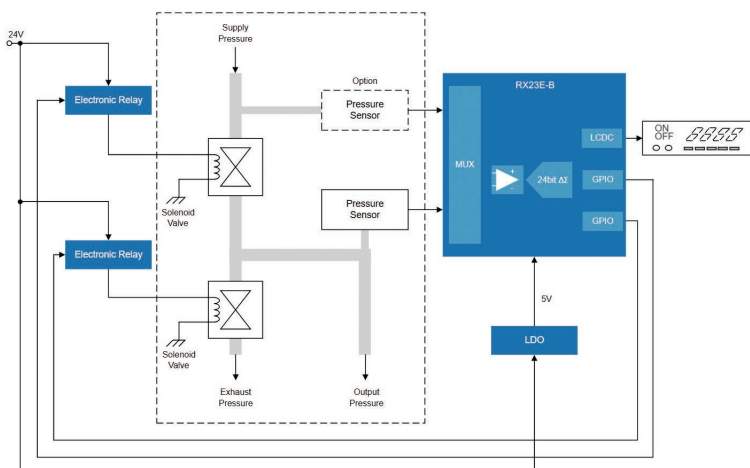 24V
Supply
Pressure
Electronic Relay
Option
Pressure
Sensor
RX23E-B
MUX
LCDC
ON
OFF
8888
24bit ΔΣ
GPIO
Solenoid
Valve
Pressure
Sensor
GPIO
Electronic Relay
5V
LDO
Solenoid
Valve
Exhaust
Pressure
Output
Pressure